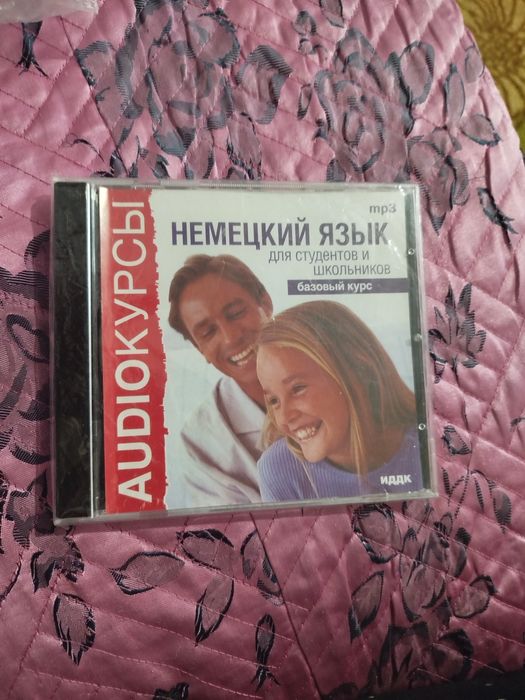 AUDIOКУРСЫ
mp3
НЕМЕЦКИЙ ЯЗЫК
ДЛЯ СТУДЕНТОВ И
ШКОЛЬНИКОВ
базовый курс
ИДДК